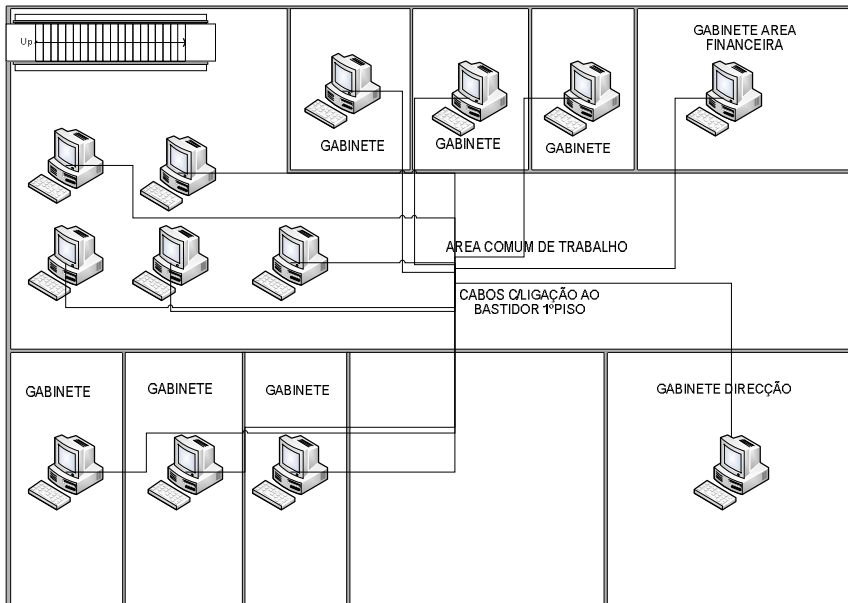 Up
GABINETE AREA
FINANCEIRA
GABINETE
GABINETE
GABINETE
AREA COMUM DE TRABALHO
CABOS C/LIGAÇÃO AO
BASTIDOR 1ºPISO
GABINETE
GABINETE
GABINETE
GABINETE DIRECÇÃO